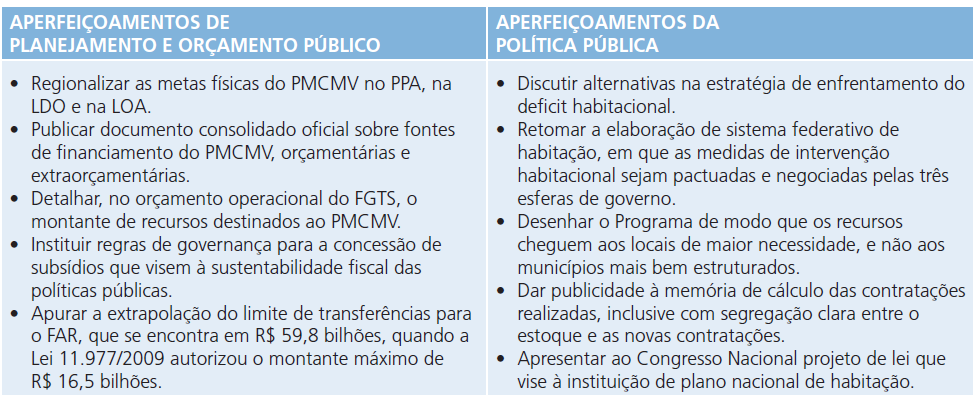 APERFEIÇOAMENTOS DE
PLANEJAMENTO E ORÇAMENTO PÚBLICO
• Regionalizar as metas físicas do PMCMV no PPA, na
LDO e na LOA.
• Publicar documento consolidado oficial sobre fontes
de financiamento do PMCMV, orçamentárias e
extraorçamentárias.
• Detalhar, no orçamento operacional do FGTS, o
montante de recursos destinados ao PMCMV.
• Instituir regras de governança para a concessão de
subsídios que visem à sustentabilidade fiscal das
políticas públicas.
• Apurar a extrapolação do limite de transferências para
o FAR, que se encontra em R$ 59,8 bilhões, quando a
Lei 11.977/2009 autorizou o montante máximo de
R$ 16,5 bilhões.
APERFEIÇOAMENTOS DA
POLÍTICA PÚBLICA
• Discutir alternativas na estratégia de enfrentamento do
deficit habitacional.
• Retomar a elaboração de sistema federativo de
habitação, em que as medidas de intervenção
habitacional sejam pactuadas e negociadas pelas três
esferas de governo.
• Desenhar o Programa de modo que os recursos
cheguem aos locais de maior necessidade, e não aos
municípios mais bem estruturados.
• Dar publicidade à memória de cálculo das contratações
realizadas, inclusive com segregação clara entre o
estoque e as novas contratações.
• Apresentar ao Congresso Nacional projeto de lei que
vise à instituição de plano nacional de habitação.